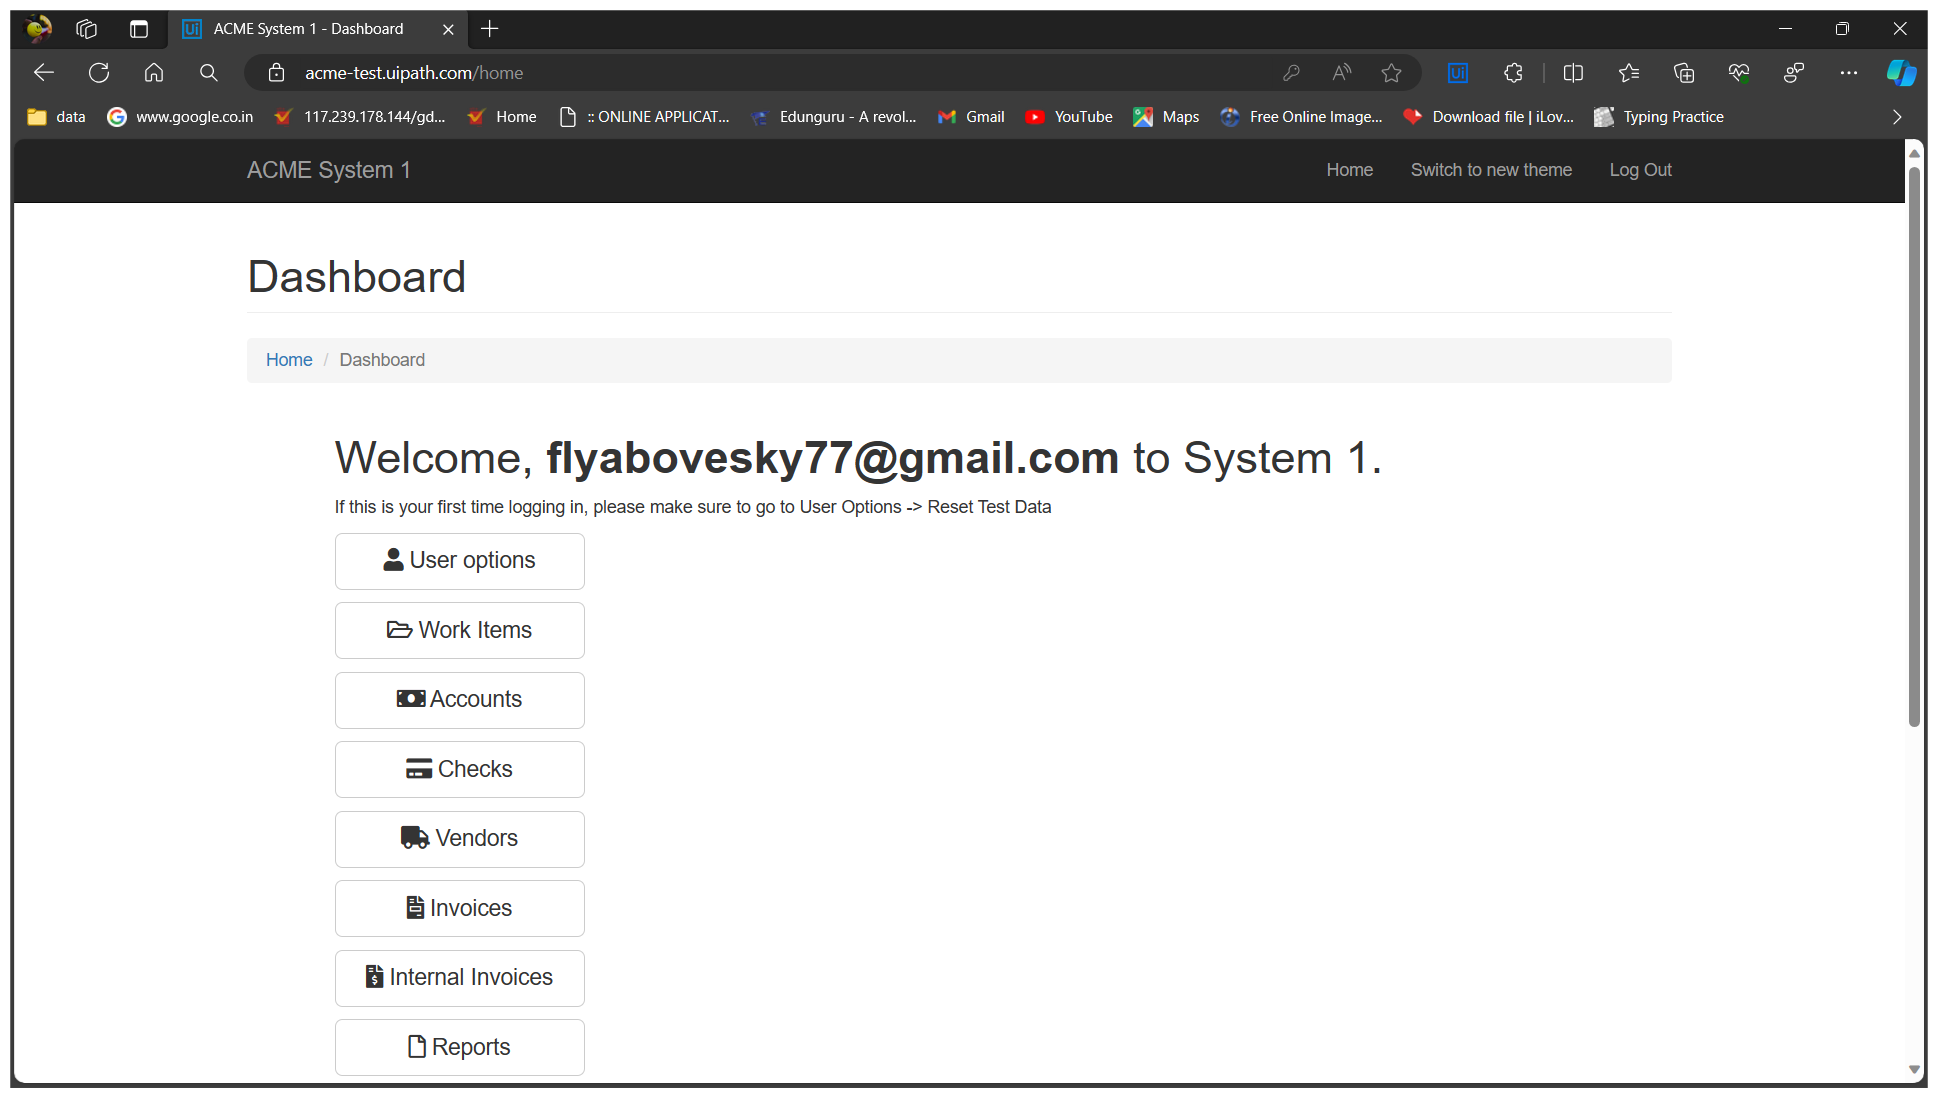 ACME System 1 - Dashboard
acme-test.uipath.com/home
data www.google.co.in 117.239.178.144/gd... Home :: ONLINE APPLICAT... Edunguru - A revol... Gmail YouTube Maps Free Online Image... Download file | iLov... Typing Practice
ACME System 1 Home Switch to new theme Log Out
Dashboard
Home / Dashboard
Welcome, flyabovesky77@gmail.com to System 1.
If this is your first time logging in, please make sure to go to User Options -> Reset Test Data
User options
Work Items
Accounts
Checks
Vendors
Invoices
Internal Invoices
Reports